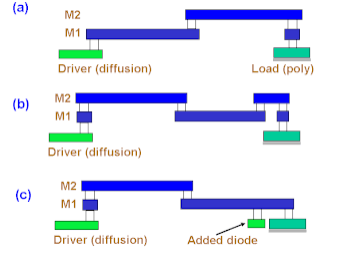 (a)
M2
M1
Driver (diffusion) Load (poly)
(b)
M2
M1
Driver (diffusion)
(c)
M2
M1
Driver (diffusion) Added diode